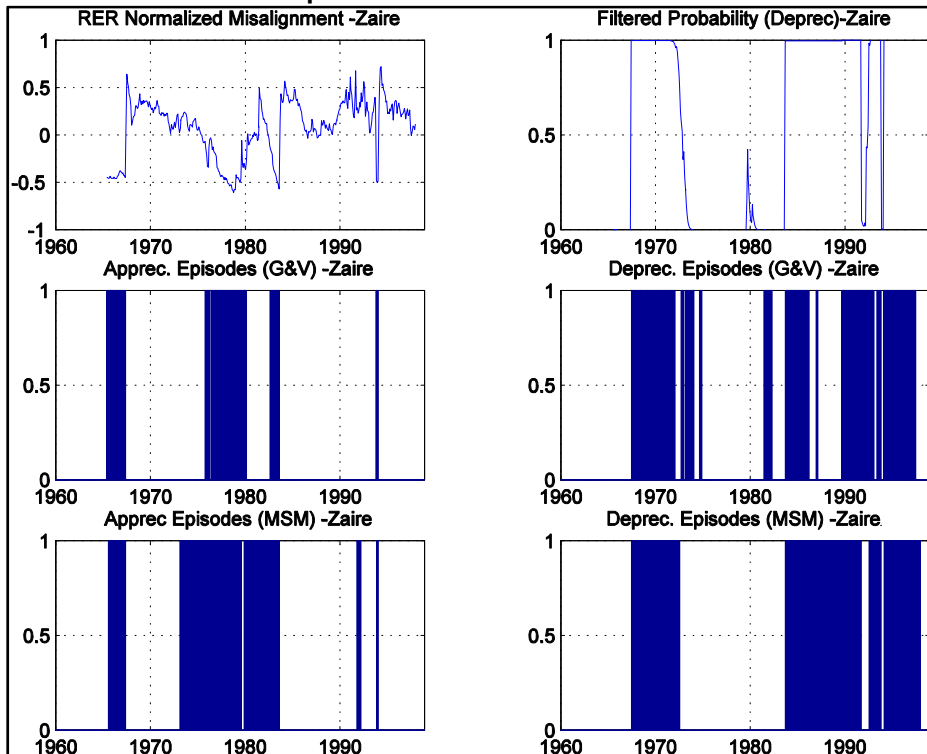 RER Normalized Misalignment -Zaire
1
0.5
0
-0.5
-1
1960 1970 1980 1990
Filtered Probability (Deprec)-Zaire
1
0.5
0
1960 1970 1980 1990
Apprec. Episodes (G&V) -Zaire
1
0.5
0
1960 1970 1980 1990
Deprec. Episodes (G&V) -Zaire
1
0.5
0
1960 1970 1980 1990
Apprec Episodes (MSM) -Zaire
1
0.5
0
1960 1970 1980 1990
Deprec. Episodes (MSM) -Zaire
1
0.5
0
1960 1970 1980 1990